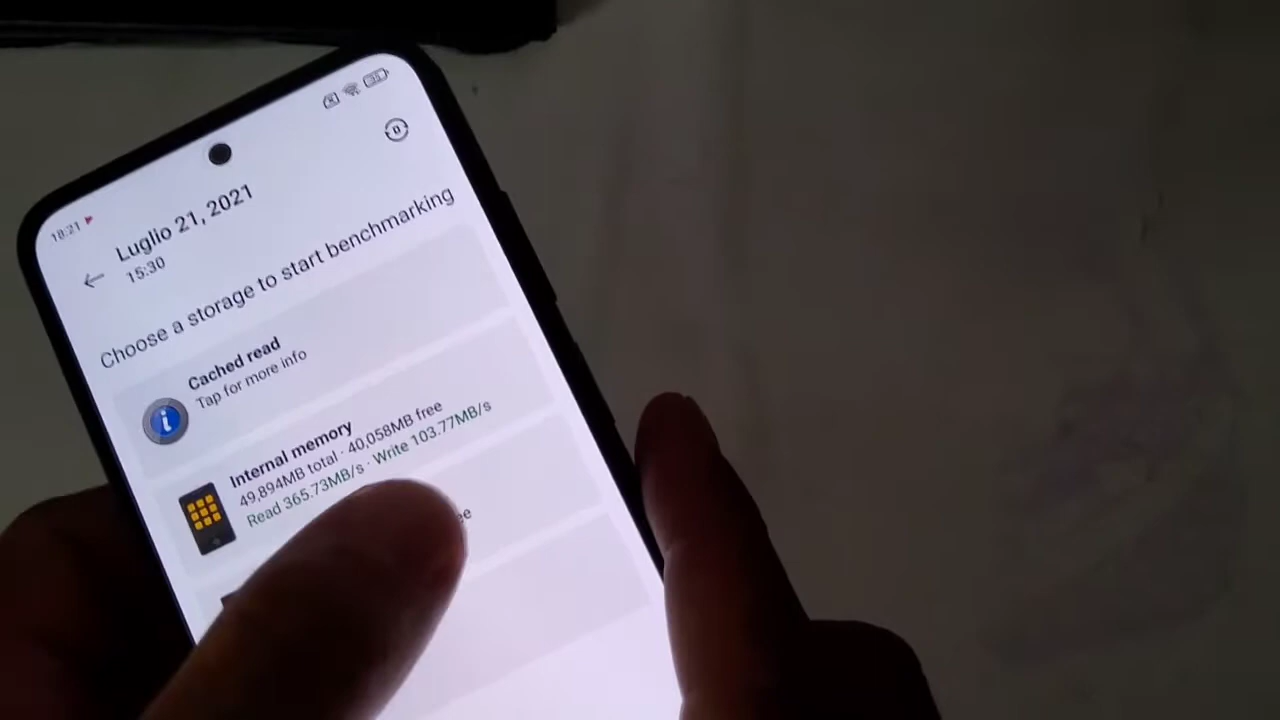 18:21
Luglio 21, 2021
15:30
Choose a storage to start benchmarking
Cached read
Tap for more info
Internal memory
49,894MB total · 40,058MB free
Read 365.73MB/s · Write 103.77MB/s